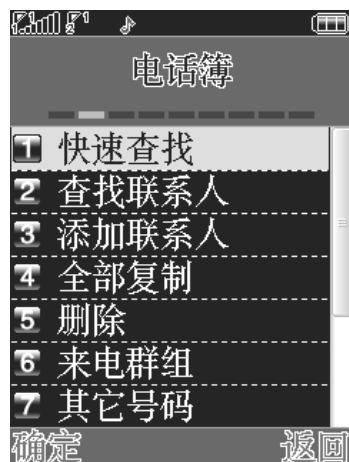 电话簿
1 快速查找
2 查找联系人
3 添加联系人
4 全部复制
5 删除
6 来电群组
7 其它号码
确定 返回